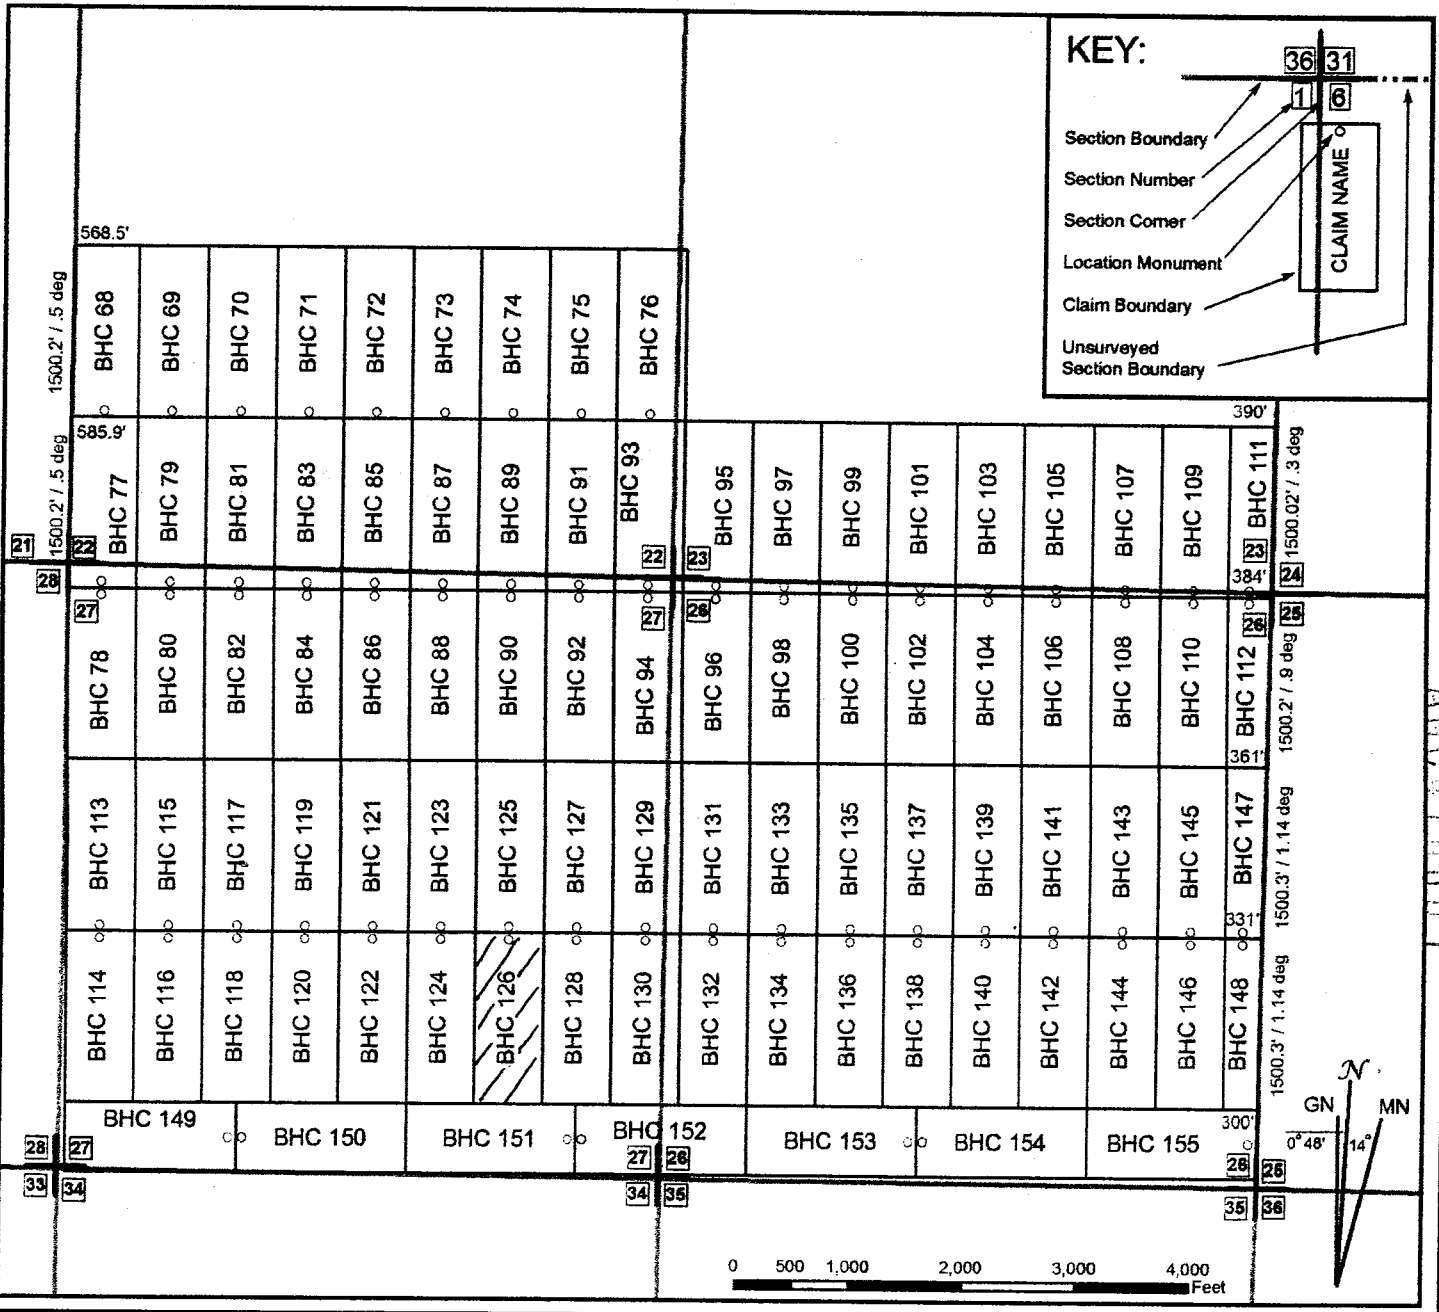 KEY:
36 31
1 6
Section Boundary
Section Number
Section Corner
Location Monument
Claim Boundary
Unsurveyed
Section Boundary
CLAIM NAME
568.5'
1500.2' / .5 deg
BHC 68
BHC 69
BHC 70
BHC 71
BHC 72
BHC 73
BHC 74
BHC 75
BHC 76
390'
585.9'
1500.2' / .5 deg
BHC 77
BHC 79
BHC 81
BHC 83
BHC 85
BHC 87
BHC 89
BHC 91
BHC 93
BHC 95
BHC 97
BHC 99
BHC 101
BHC 103
BHC 105
BHC 107
BHC 109
BHC 111
1500.02' / .3 deg
21 22 22 23 23 24
384'
28 27 27 26 26 25
BHC 78
BHC 80
BHC 82
BHC 84
BHC 86
BHC 88
BHC 90
BHC 92
BHC 94
BHC 96
BHC 98
BHC 100
BHC 102
BHC 104
BHC 106
BHC 108
BHC 110
BHC 112
1500.2' / .9 deg
361'
BHC 113
BHC 115
BHC 117
BHC 119
BHC 121
BHC 123
BHC 125
BHC 127
BHC 129
BHC 131
BHC 133
BHC 135
BHC 137
BHC 139
BHC 141
BHC 143
BHC 145
BHC 147
1500.3' / 1.14 deg
331'
BHC 114
BHC 116
BHC 118
BHC 120
BHC 122
BHC 124
BHC 126
BHC 128
BHC 130
BHC 132
BHC 134
BHC 136
BHC 138
BHC 140
BHC 142
BHC 144
BHC 146
BHC 148
1500.3' / 1.14 deg
BHC 149
BHC 150
BHC 151
BHC 152
BHC 153
BHC 154
BHC 155
300'
28 27 27 26 26 25
33 34 34 35 35 36
N
GN MN
0°48' 14°
0 500 1,000 2,000 3,000 4,000
Feet